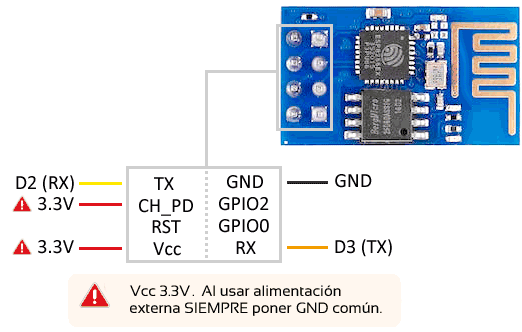 D2 (RX) TX GND GND
3.3V CH_PD GPIO2
RST GPIO0
3.3V Vcc RX D3 (TX)
Vcc 3.3V. Al usar alimentación
externa SIEMPRE poner GND común.